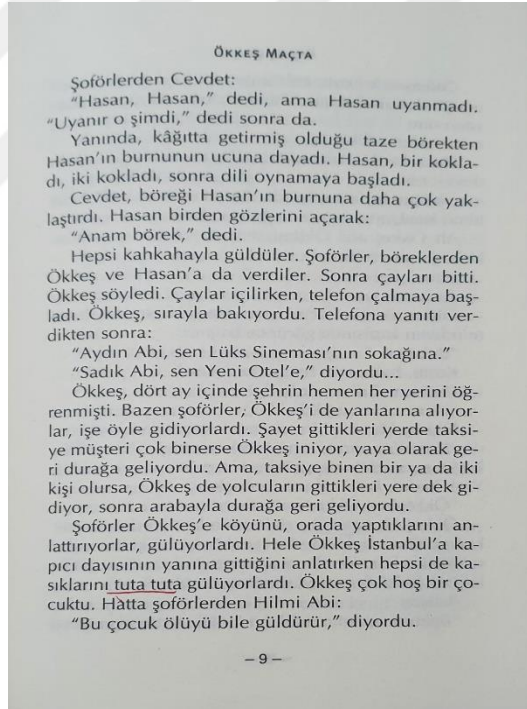 ÖKKEŞ MAÇTA
Şoförlerden Cevdet:
"Hasan, Hasan," dedi, ama Hasan uyanmadı.
"Uyanır o şimdi," dedi sonra da.
Yanında, kâğıtta getirmiş olduğu taze börekten
Hasan'ın burnunun ucuna dayadı. Hasan, bir kokla-
dı, iki kokladı, sonra dili oynamaya başladı.
Cevdet, böreği Hasan'ın burnuna daha çok yak-
laştırdı. Hasan birden gözlerini açarak:
"Anam börek," dedi.
Hepsi kahkahayla güldüler. Şoförler, böreklerden
Ökkeş ve Hasan'a da verdiler. Sonra çayları bitti.
Ökkeş söyledi. Çaylar içilirken, telefon çalmaya baş-
ladı. Ökkeş, sırayla bakıyordu. Telefona yanıtı ver-
dikten sonra:
"Aydın Abi, sen Lüks Sineması'nın sokağına."
"Sadık Abi, sen Yeni Otel'e," diyordu...
Ökkeş, dört ay içinde şehrin hemen her yerini öğ-
renmişti. Bazen şoförler, Ökkeş'i de yanlarına alıyor-
lar, işe öyle gidiyorlardı. Şayet gittikleri yerde taksi-
ye müşteri çok binerse Ökkeş iniyor, yaya olarak ge-
ri durağa geliyordu. Ama, taksiye binen bir ya da iki
kişi olursa, Ökkeş de yolcuların gittikleri yere dek gi-
diyor, sonra arabayla durağa geri geliyordu.
Şoförler Ökkeş'e köyünü, orada yaptıklarını an-
lattırıyorlar, gülüyorlardı. Hele Ökkeş İstanbul'a ka-
pıcı dayısının yanına gittiğini anlatırken hepsi de ka-
sıklarını tuta tuta gülüyorlardı. Ökkeş çok hoş bir ço-
cuktu. Hatta şoförlerden Hilmi Abi:
"Bu çocuk ölüyü bile güldürür," diyordu.
– 9 –